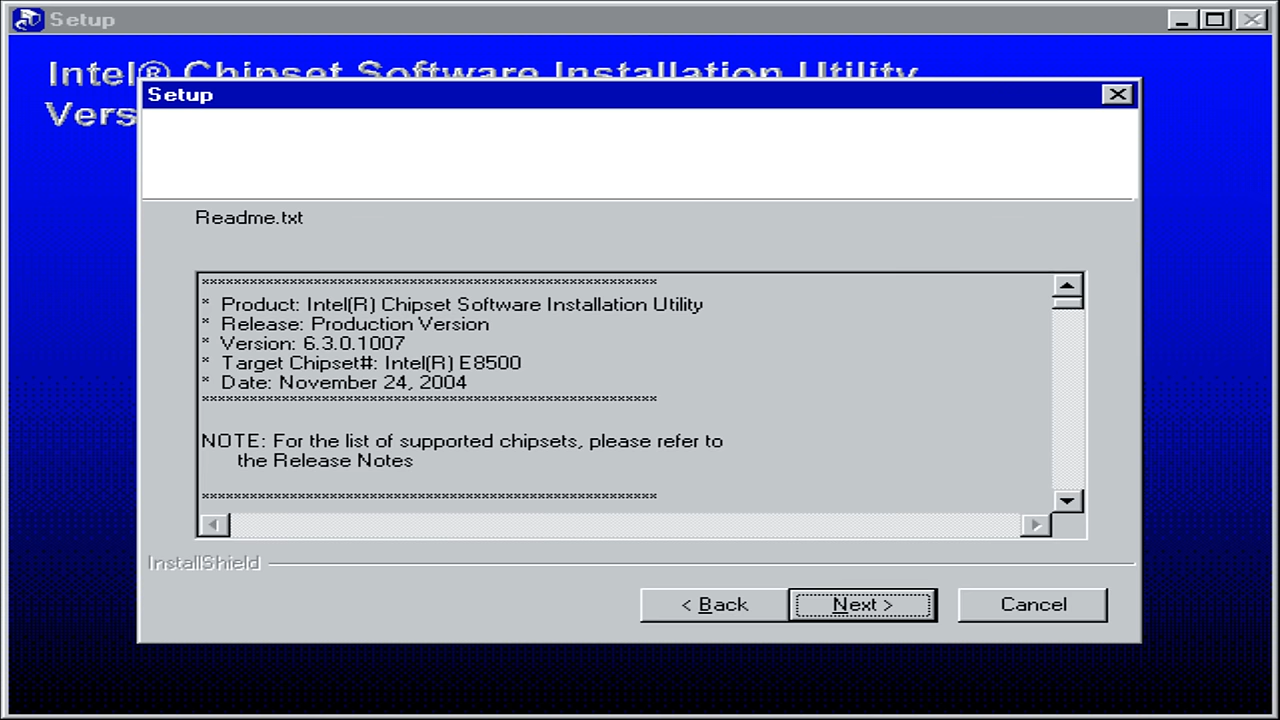 Setup
Intel® Chipset Software Installation Utility
Vers
Setup
Readme.txt
*********************************************************
* Product: Intel(R) Chipset Software Installation Utility
* Release: Production Version
* Version: 6.3.0.1007
* Target Chipset#: Intel(R) E8500
* Date: November 24, 2004
*********************************************************
NOTE: For the list of supported chipsets, please refer to
the Release Notes
*********************************************************
InstallShield
< Back
Next >
Cancel